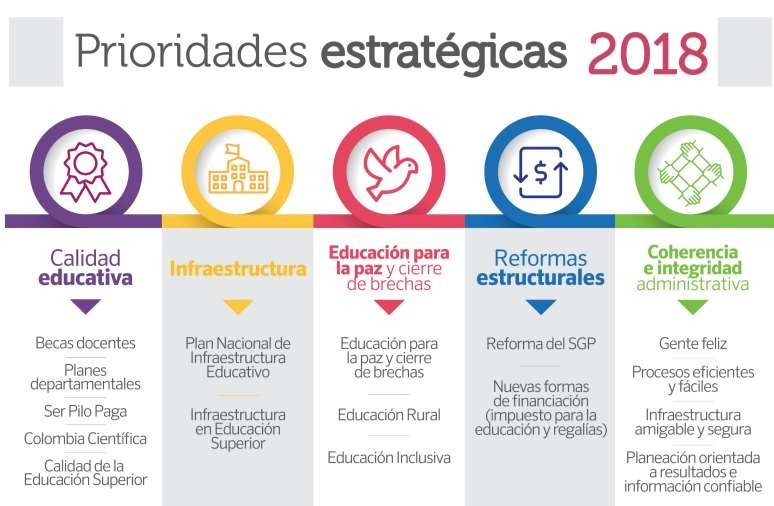 Prioridades estratégicas 2018
Calidad
educativa
Becas docentes
Planes
departamentales
Ser Pilo Paga
Colombia Científica
Calidad de la
Educación Superior
Infraestructura
Plan Nacional de
Infraestructura
Educativo
Infraestructura
en Educación
Superior
Educación para
la paz y cierre
de brechas
Educación para
la paz y cierre
de brechas
Educación Rural
Educación Inclusiva
Reformas
estructurales
$
Reforma del SGP
Nuevas formas
de financiación
(impuesto para la
educación y regalías)
Coherencia
e integridad
administrativa
Gente feliz
Procesos eficientes
y fáciles
Infraestructura
amigable y segura
Planeación orientada
a resultados e
información confiable